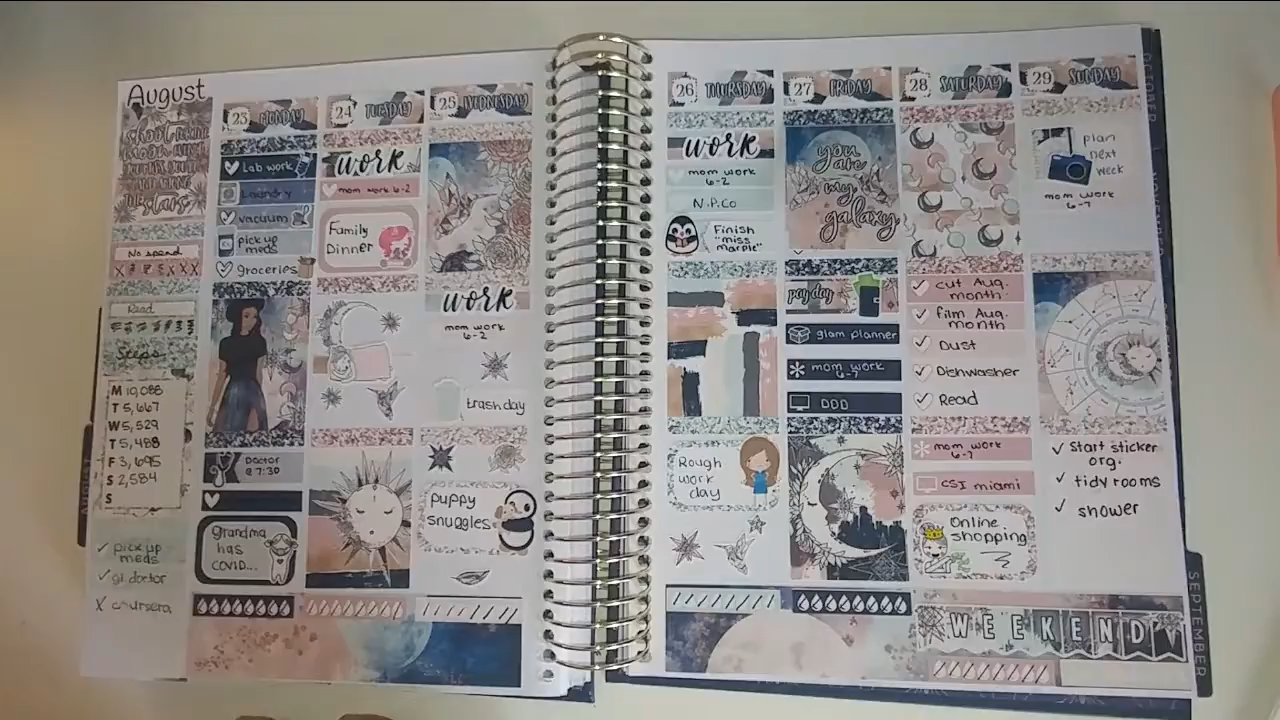 August
stars
No spend
Read
Steps
M 10,088
T 5,667
W 5,529
T 5,488
F 3,695
S 2,584
S
✓ pick up
meds
✓ gi doctor
X coursera
23 MONDAY
Lab work
Laundry
vacuum
pick up
meds
groceries
Doctor
@ 7:30
grandma
has
covid...
24 TUESDAY
work
mom work 6-2
Family
Dinner
25 WEDNESDAY
work
mom work
6-2
trash day
puppy
snuggles
26 THURSDAY
work
mom work
6-2
N.P.Co
Finish
"miss
marple"
Rough
work
day
27 FRIDAY
you
are
my
galaxy
pay day
glam planner
mom work
6-7
DDD
28 SATURDAY
cut Aug.
month
film Aug.
month
Dust
Dishwasher
Read
mom work
6-7
CSI miami
Online
shopping
29 SUNDAY
plan
next
week
mom work
6-7
✓ Start sticker
org.
✓ tidy rooms
✓ shower
WEEKEND
OCTOBER
SEPTEMBER
AUGUST